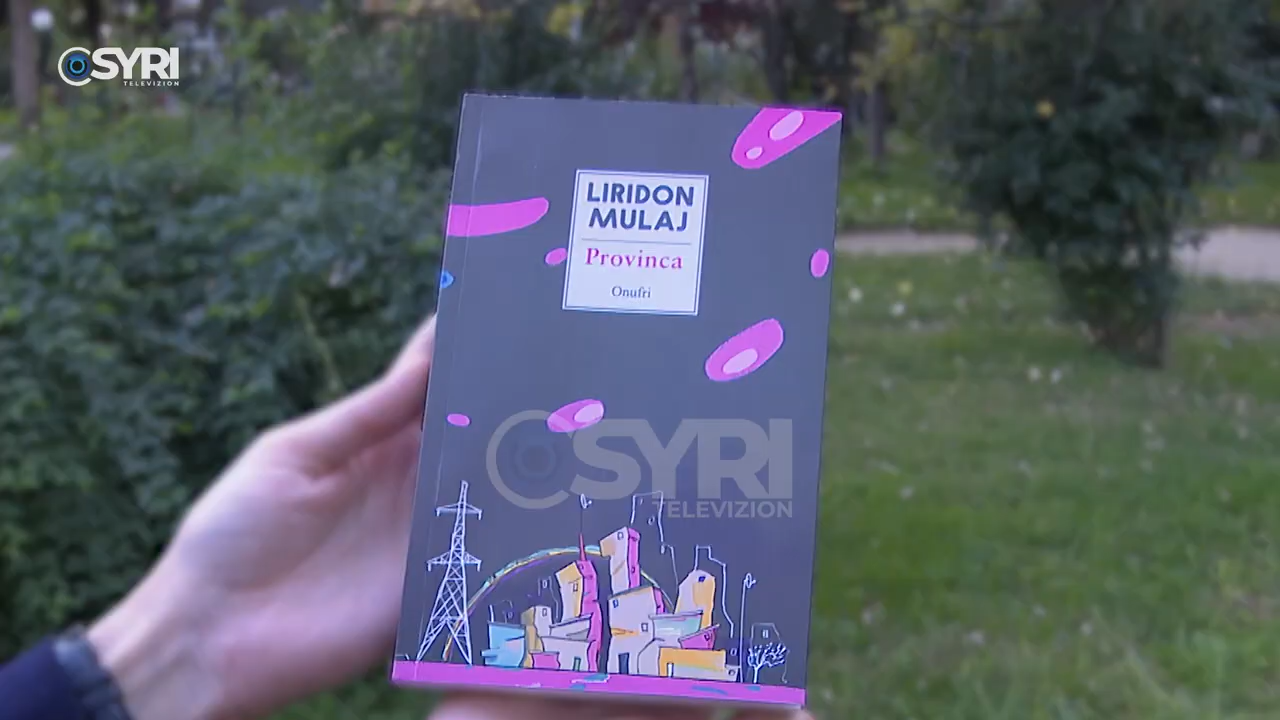 SYRI
TELEVIZION
LIRIDON
MULAJ
Provinca
Onufri
SYRI
TELEVIZION